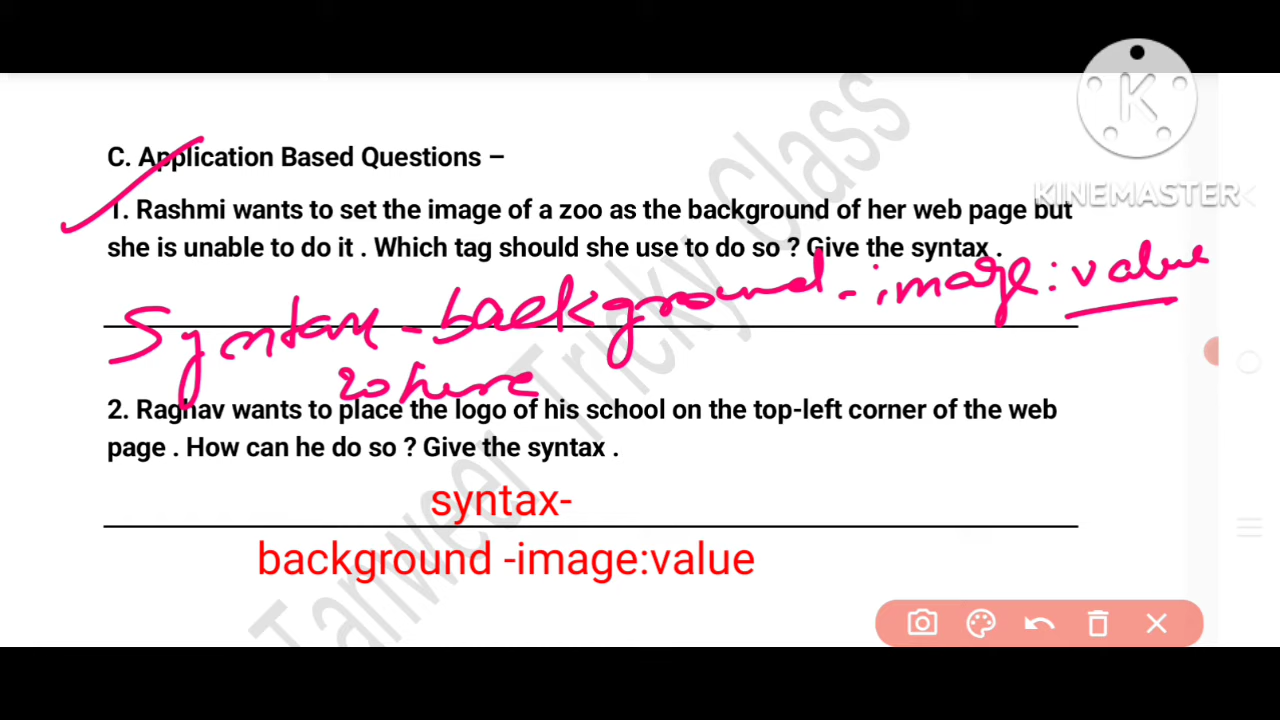 K
KINEMASTER
C. Application Based Questions –
1. Rashmi wants to set the image of a zoo as the background of her web page but
she is unable to do it . Which tag should she use to do so ? Give the syntax .
Syntax - background - image : value
2. Raghav wants to place the logo of his school on the top-left corner of the web
page . How can he do so ? Give the syntax .
syntax-
background -image:value
Tanweer Tricky Class